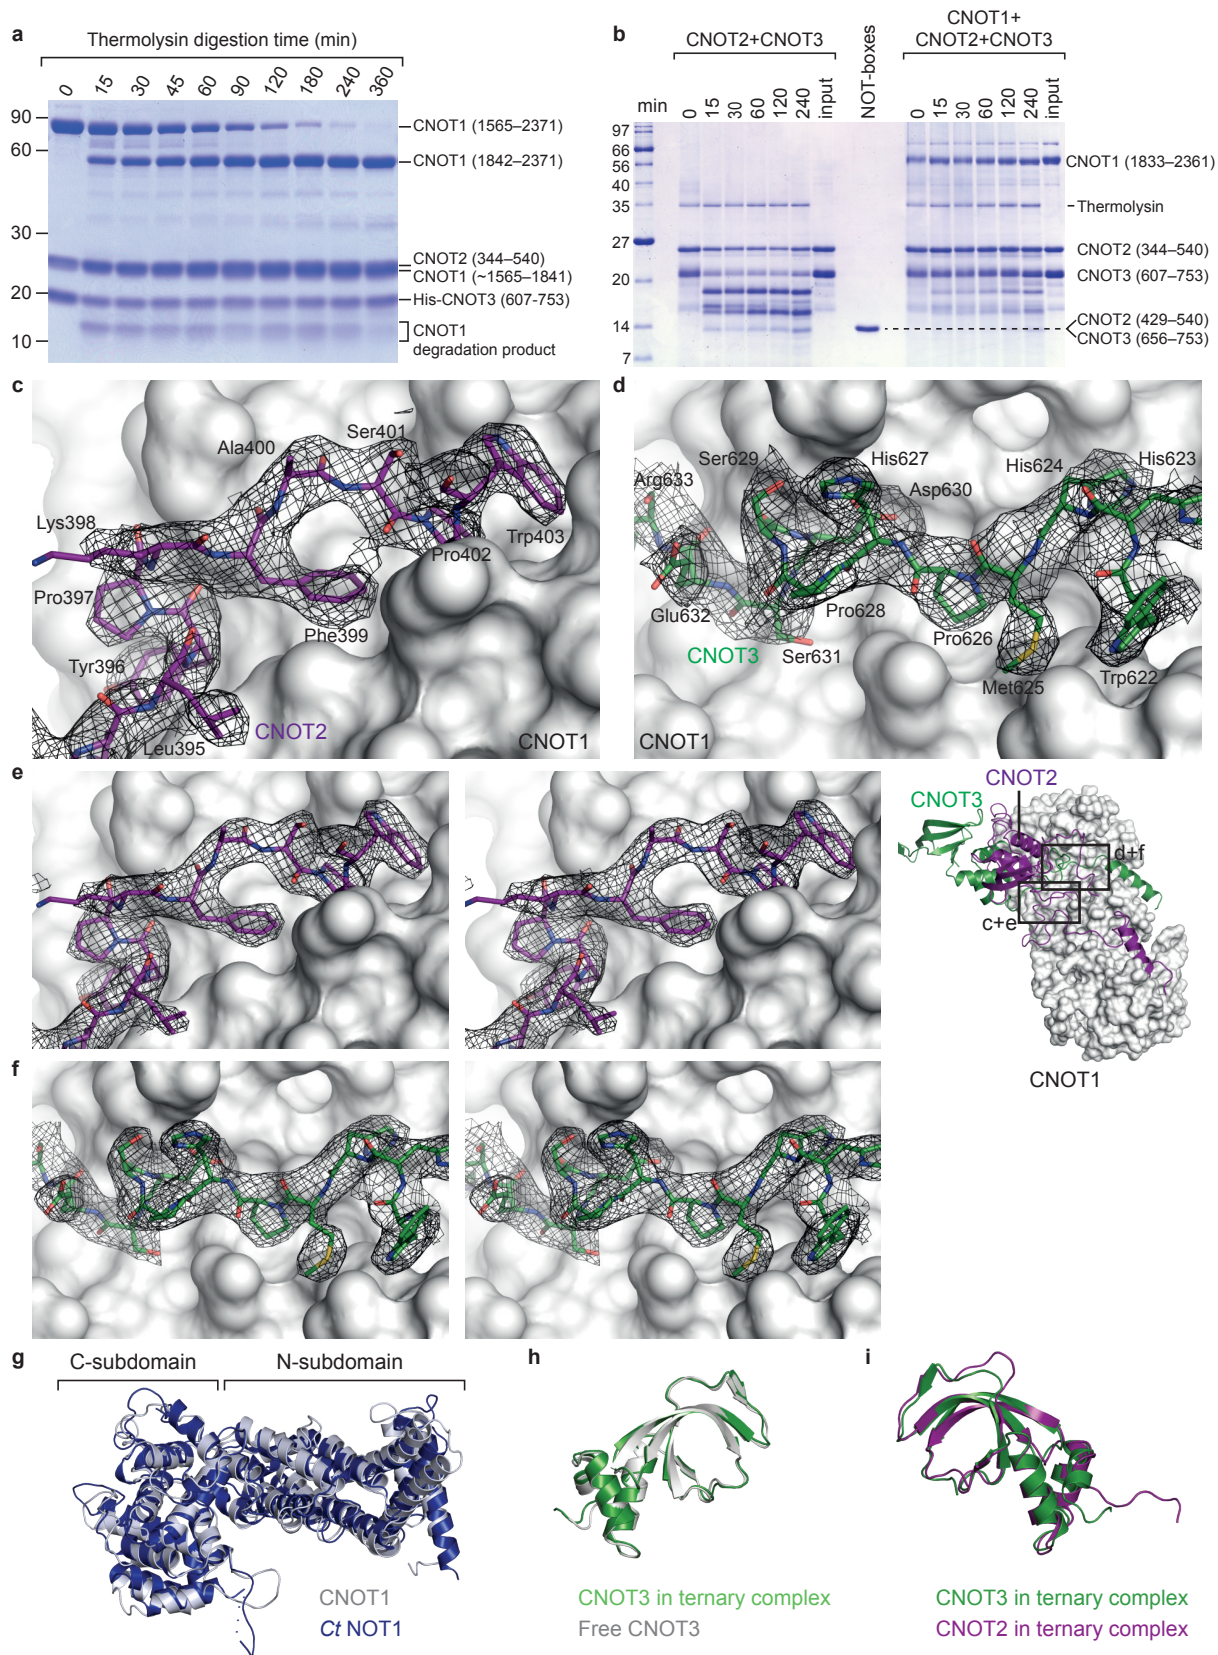 a
Thermolysin digestion time (min)
0 15 30 45 60 90 120 180 240 360
90
60
30
20
10
CNOT1 (1565–2371)
CNOT1 (1842–2371)
CNOT2 (344–540)
CNOT1 (~1565–1841)
His-CNOT3 (607-753)
CNOT1
degradation product
b
CNOT2+CNOT3
NOT-boxes
CNOT1+
CNOT2+CNOT3
min 0 15 30 60 120 240 input 0 15 30 60 120 240 input
97
66
56
40
35
27
20
14
7
CNOT1 (1833–2361)
Thermolysin
CNOT2 (344–540)
CNOT3 (607–753)
CNOT2 (429–540)
CNOT3 (656–753)
c
Ala400
Ser401
Lys398
Pro402
Trp403
Pro397
Phe399
Tyr396
Leu395
CNOT2
CNOT1
d
Ser629
His627
His624
His623
Arg633
Asp630
Glu632
Pro628
Pro626
CNOT3
Ser631
Met625
Trp622
CNOT1
e
CNOT2
CNOT3
d+f
c+e
CNOT1
f
g
C-subdomain
N-subdomain
CNOT1
Ct NOT1
h
CNOT3 in ternary complex
Free CNOT3
i
CNOT3 in ternary complex
CNOT2 in ternary complex